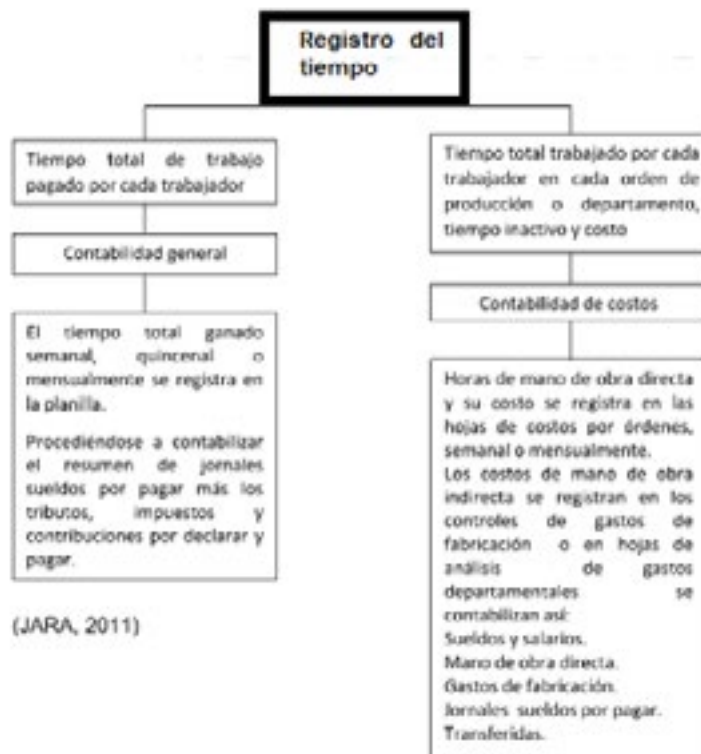 Registro del
tiempo
Tiempo total de trabajo
pagado por cada trabajador
Contabilidad general
El tiempo total ganado
semanal, quincenal o
mensualmente se registra en
la planilla.
Procediéndose a contabilizar
el resumen de jornales
sueldos por pagar más los
tributos, impuestos y
contribuciones por declarar y
pagar.
(JARA, 2011)
Tiempo total trabajado por cada
trabajador en cada orden de
producción o departamento,
tiempo inactivo y costo
Contabilidad de costos
Horas de mano de obra directa
y su costo se registra en las
hojas de costos por órdenes,
semanal o mensualmente.
Los costos de mano de obra
indirecta se registran en los
controles de gastos de
fabricación o en hojas de
análisis de gastos
departamentales se
contabilizan así:
Sueldos y salarios.
Mano de obra directa.
Gastos de fabricación.
Jornales sueldos por pagar.
Transferidas.